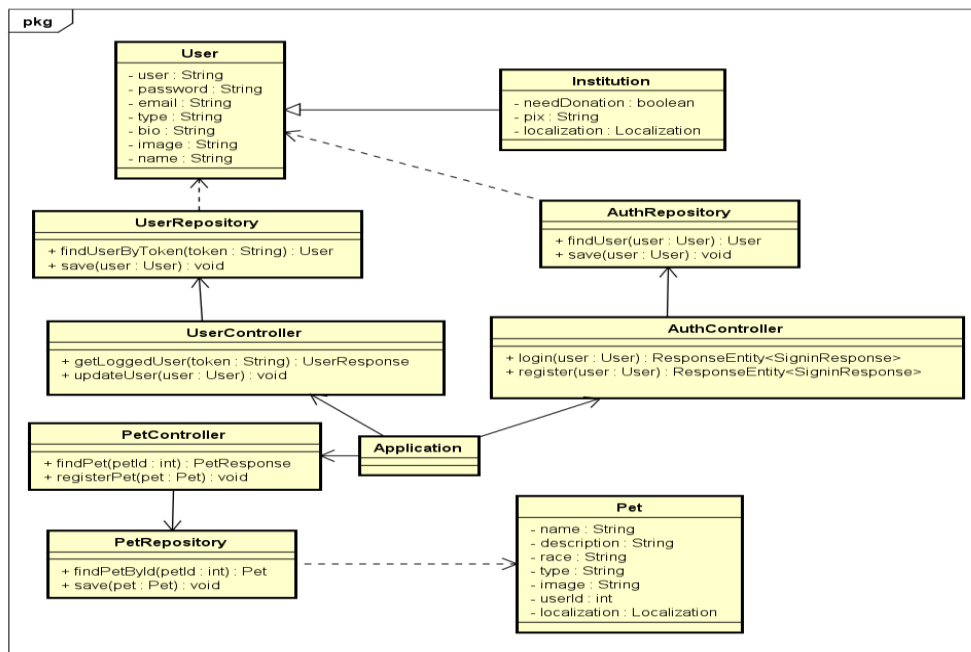 pkg
User
- user : String
- password : String
- email : String
- type : String
- bio : String
- image : String
- name : String
Institution
- needDonation : boolean
- pix : String
- localization : Localization
UserRepository
+ findUserByToken(token : String) : User
+ save(user : User) : void
AuthRepository
+ findUser(user : User) : User
+ save(user : User) : void
UserController
+ getLoggedUser(token : String) : UserResponse
+ updateUser(user : User) : void
AuthController
+ login(user : User) : ResponseEntity<SigninResponse>
+ register(user : User) : ResponseEntity<SigninResponse>
PetController
+ findPet(petId : int) : PetResponse
+ registerPet(pet : Pet) : void
Application
PetRepository
+ findPetById(petId : int) : Pet
+ save(pet : Pet) : void
Pet
- name : String
- description : String
- race : String
- type : String
- image : String
- userId : int
- localization : Localization